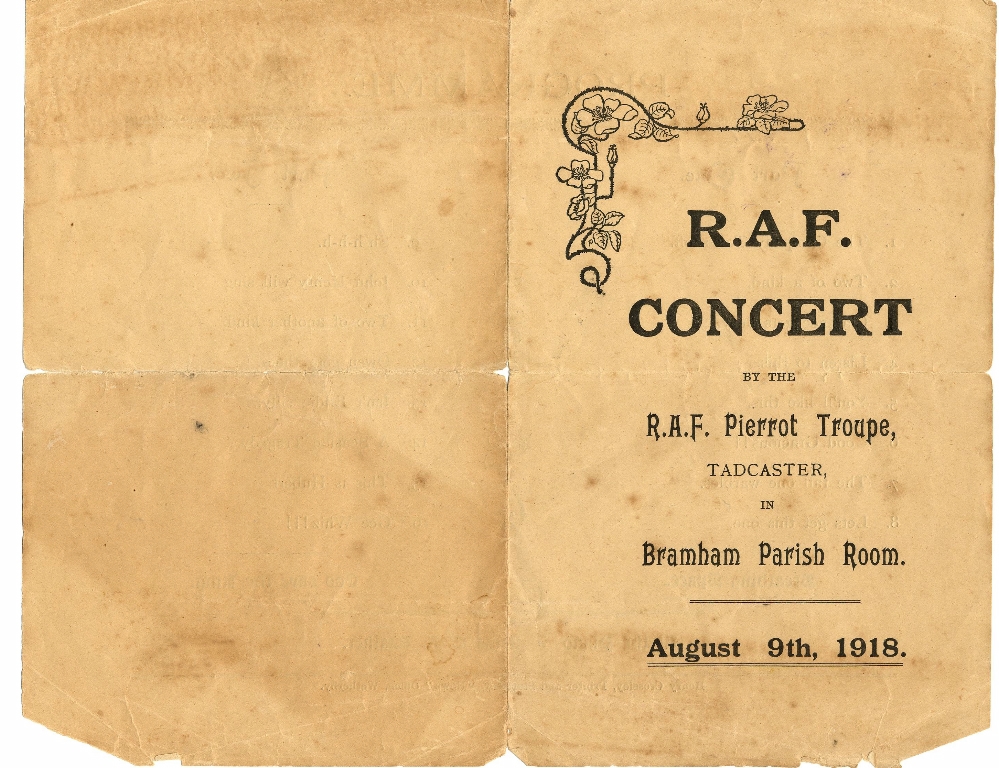 R.A.F.
CONCERT
BY THE
R.A.F. Pierrot Troupe,
TADCASTER,
IN
Bramham Parish Room.
August 9th, 1918.